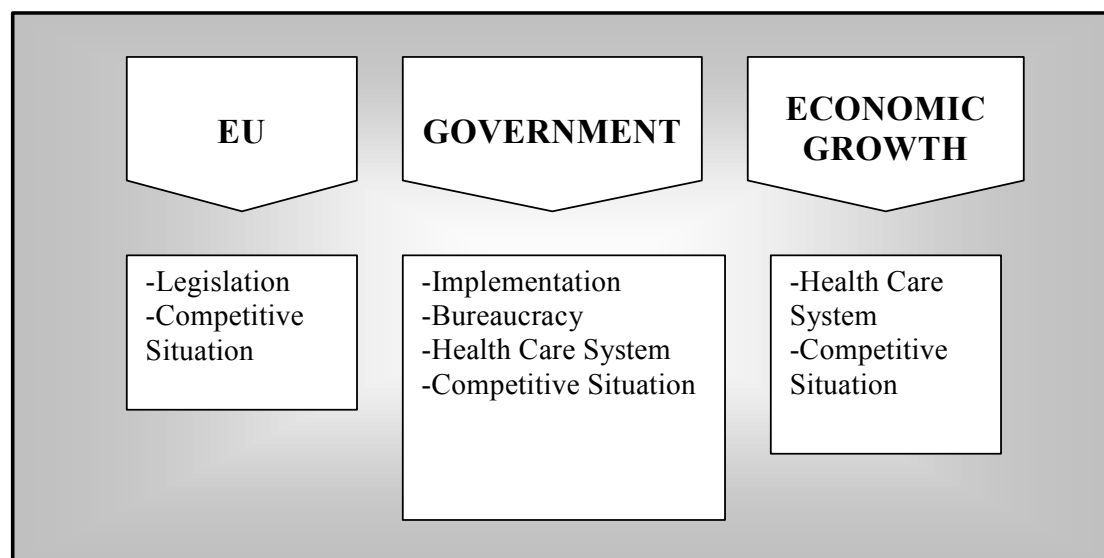 EU
GOVERNMENT
ECONOMIC
GROWTH
-Legislation
-Competitive
Situation
-Implementation
-Bureaucracy
-Health Care System
-Competitive Situation
-Health Care
System
-Competitive
Situation